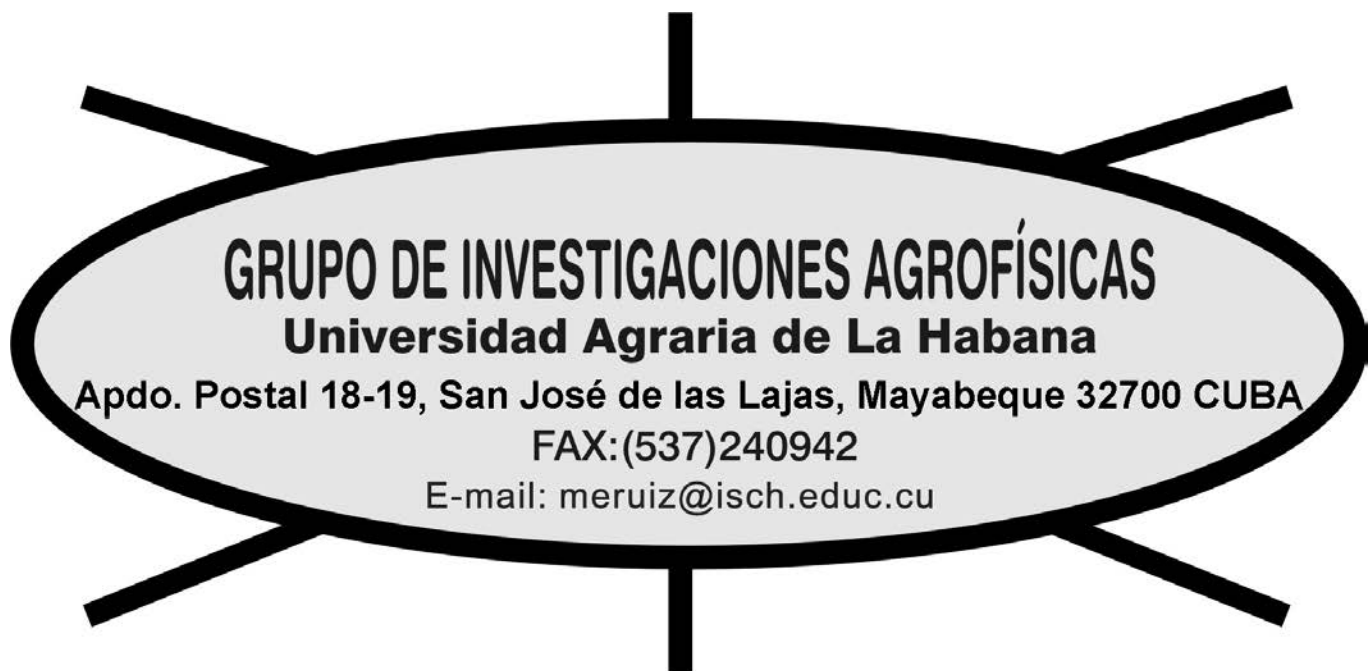 GRUPO DE INVESTIGACIONES AGROFÍSICAS
Universidad Agraria de La Habana
Apdo. Postal 18-19, San José de las Lajas, Mayabeque 32700 CUBA
FAX:(537)240942
E-mail: meruiz@isch.educ.cu